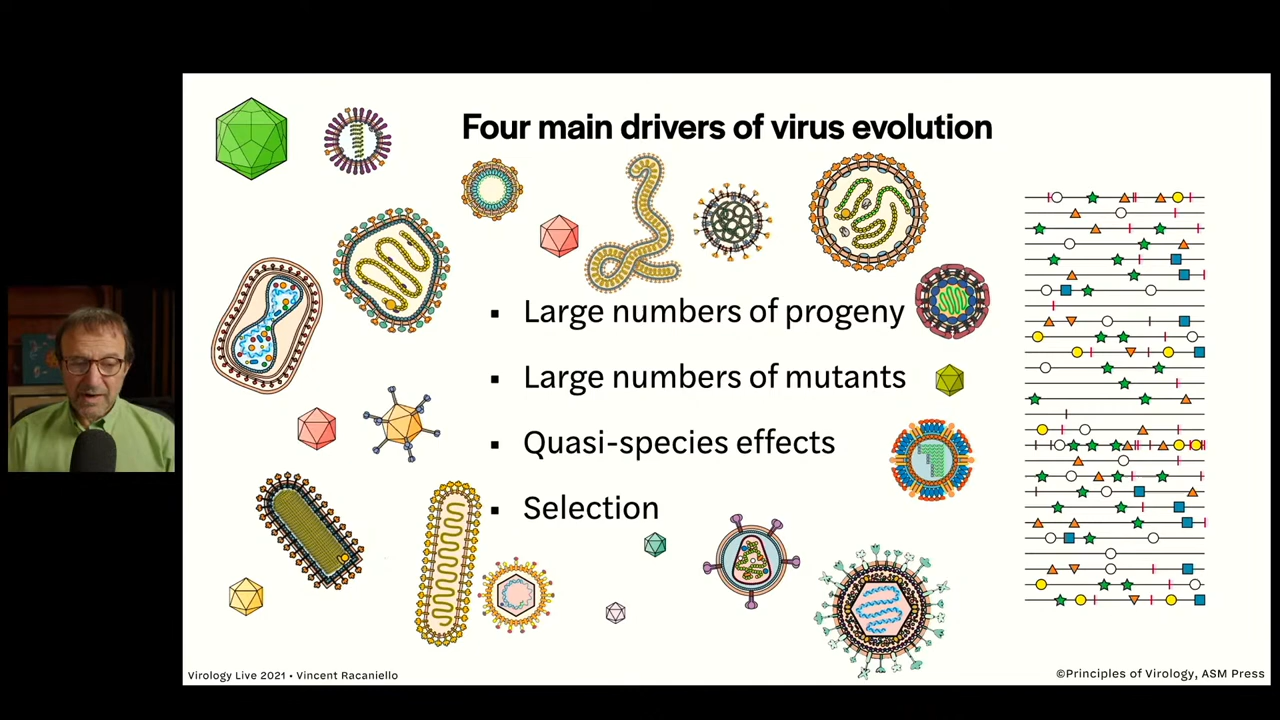 Four main drivers of virus evolution
▪ Large numbers of progeny
▪ Large numbers of mutants
▪ Quasi-species effects
▪ Selection
Virology Live 2021 • Vincent Racaniello
©Principles of Virology, ASM Press